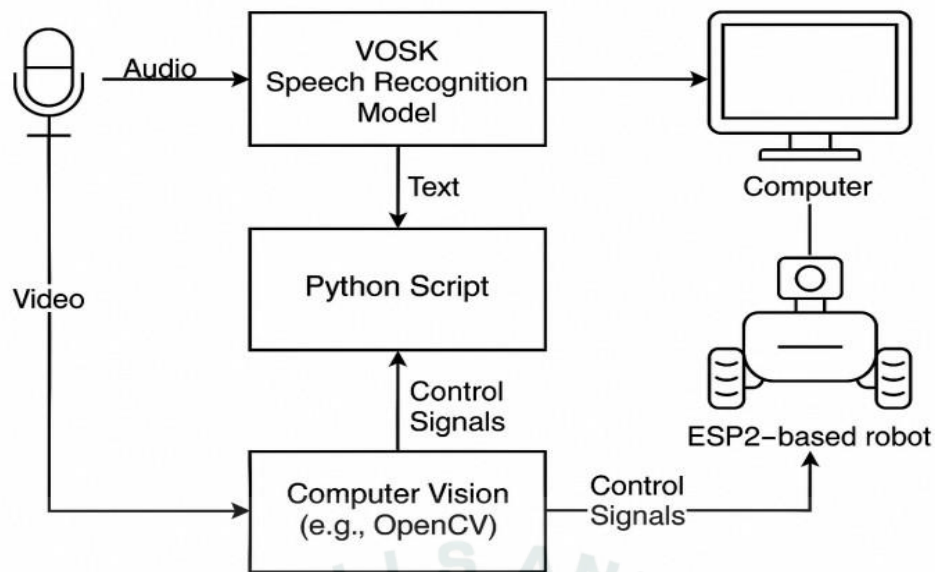 Audio
VOSK
Speech Recognition
Model
Text
Computer
Python Script
Video
Control
Signals
ESP2-based robot
Computer Vision
(e.g., OpenCV)
Control
Signals